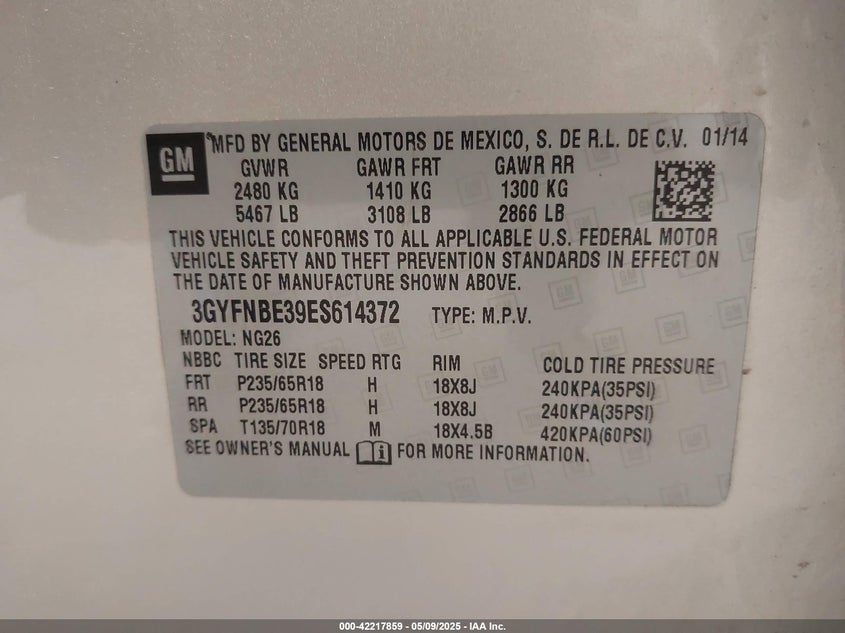 GM
MFD BY GENERAL MOTORS DE MEXICO, S. DE R.L. DE C.V. 01/14
GVWR GAWR FRT GAWR RR
2480 KG 1410 KG 1300 KG
5467 LB 3108 LB 2866 LB
THIS VEHICLE CONFORMS TO ALL APPLICABLE U.S. FEDERAL MOTOR
VEHICLE SAFETY AND THEFT PREVENTION STANDARDS IN EFFECT ON
THE DATE OF MANUFACTURE SHOWN ABOVE.
3GYFNBE39ES614372 TYPE: M.P.V.
MODEL: NG26
NBBC TIRE SIZE SPEED RTG RIM COLD TIRE PRESSURE
FRT P235/65R18 H 18X8J 240KPA(35PSI)
RR P235/65R18 H 18X8J 240KPA(35PSI)
SPA T135/70R18 M 18X4.5B 420KPA(60PSI)
SEE OWNER'S MANUAL i FOR MORE INFORMATION.
000-42217859 - 05/09/2025 - IAA Inc.